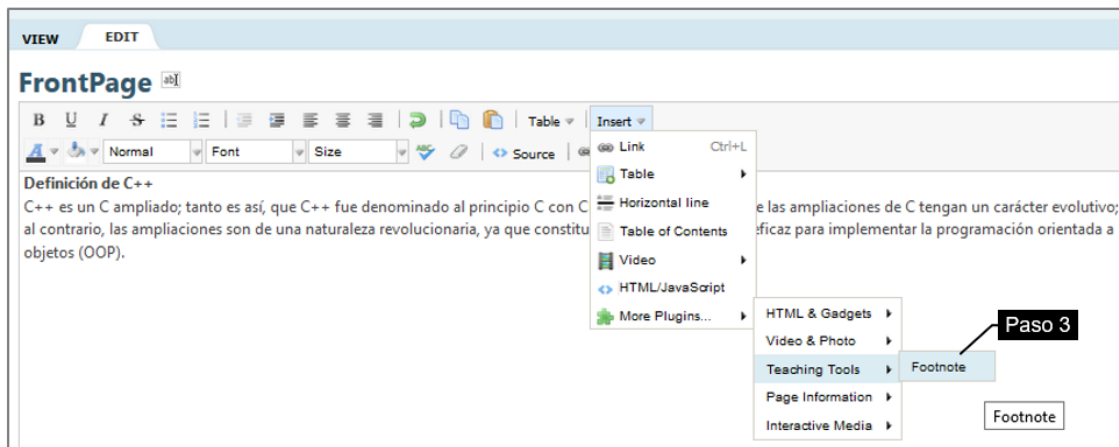 VIEW EDIT
FrontPage
B U I S Table Insert
A Normal Font Size ABC Source
Link Ctrl+L
Table
Horizontal line
Table of Contents
Video
HTML/JavaScript
More Plugins...
Definición de C++
C++ es un C ampliado; tanto es así, que C++ fue denominado al principio C con C e las ampliaciones de C tengan un carácter evolutivo;
al contrario, las ampliaciones son de una naturaleza revolucionaria, ya que constitu eficaz para implementar la programación orientada a
objetos (OOP).
HTML & Gadgets
Video & Photo
Teaching Tools
Page Information
Interactive Media
Footnote
Paso 3
Footnote